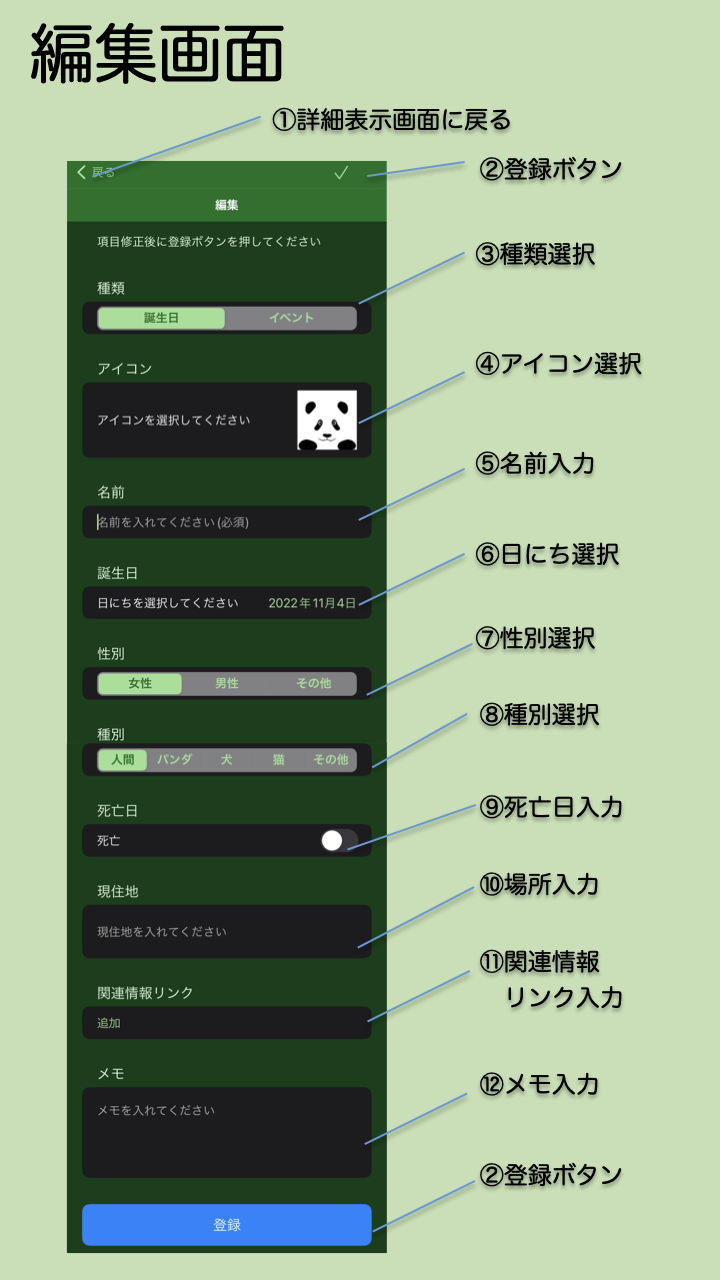 編集画面
①詳細表示画面に戻る
戻る
②登録ボタン
編集
項目修正後に登録ボタンを押してください
③種類選択
種類
誕生日 イベント
アイコン
④アイコン選択
アイコンを選択してください
⑤名前入力
名前
名前を入れてください(必須)
⑥日にち選択
誕生日
日にちを選択してください 2022年11月4日
⑦性別選択
性別
女性 男性 その他
⑧種別選択
種別
人間 パンダ 犬 猫 その他
⑨死亡日入力
死亡日
死亡
⑩場所入力
現住地
現住地を入れてください
⑪関連情報
リンク入力
関連情報リンク
追加
メモ
⑫メモ入力
メモを入れてください
②登録ボタン
登録